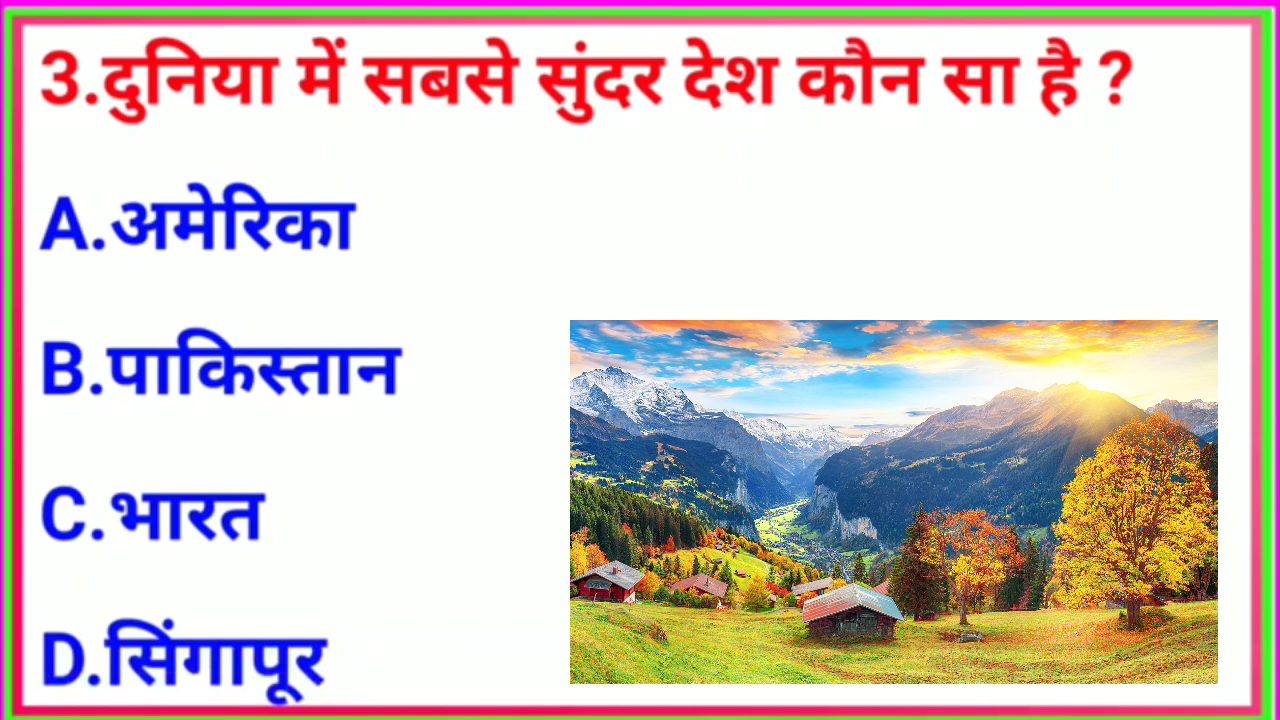 3.दुनिया में सबसे सुंदर देश कौन सा है ?
A.अमेरिका
B.पाकिस्तान
C.भारत
D.सिंगापूर